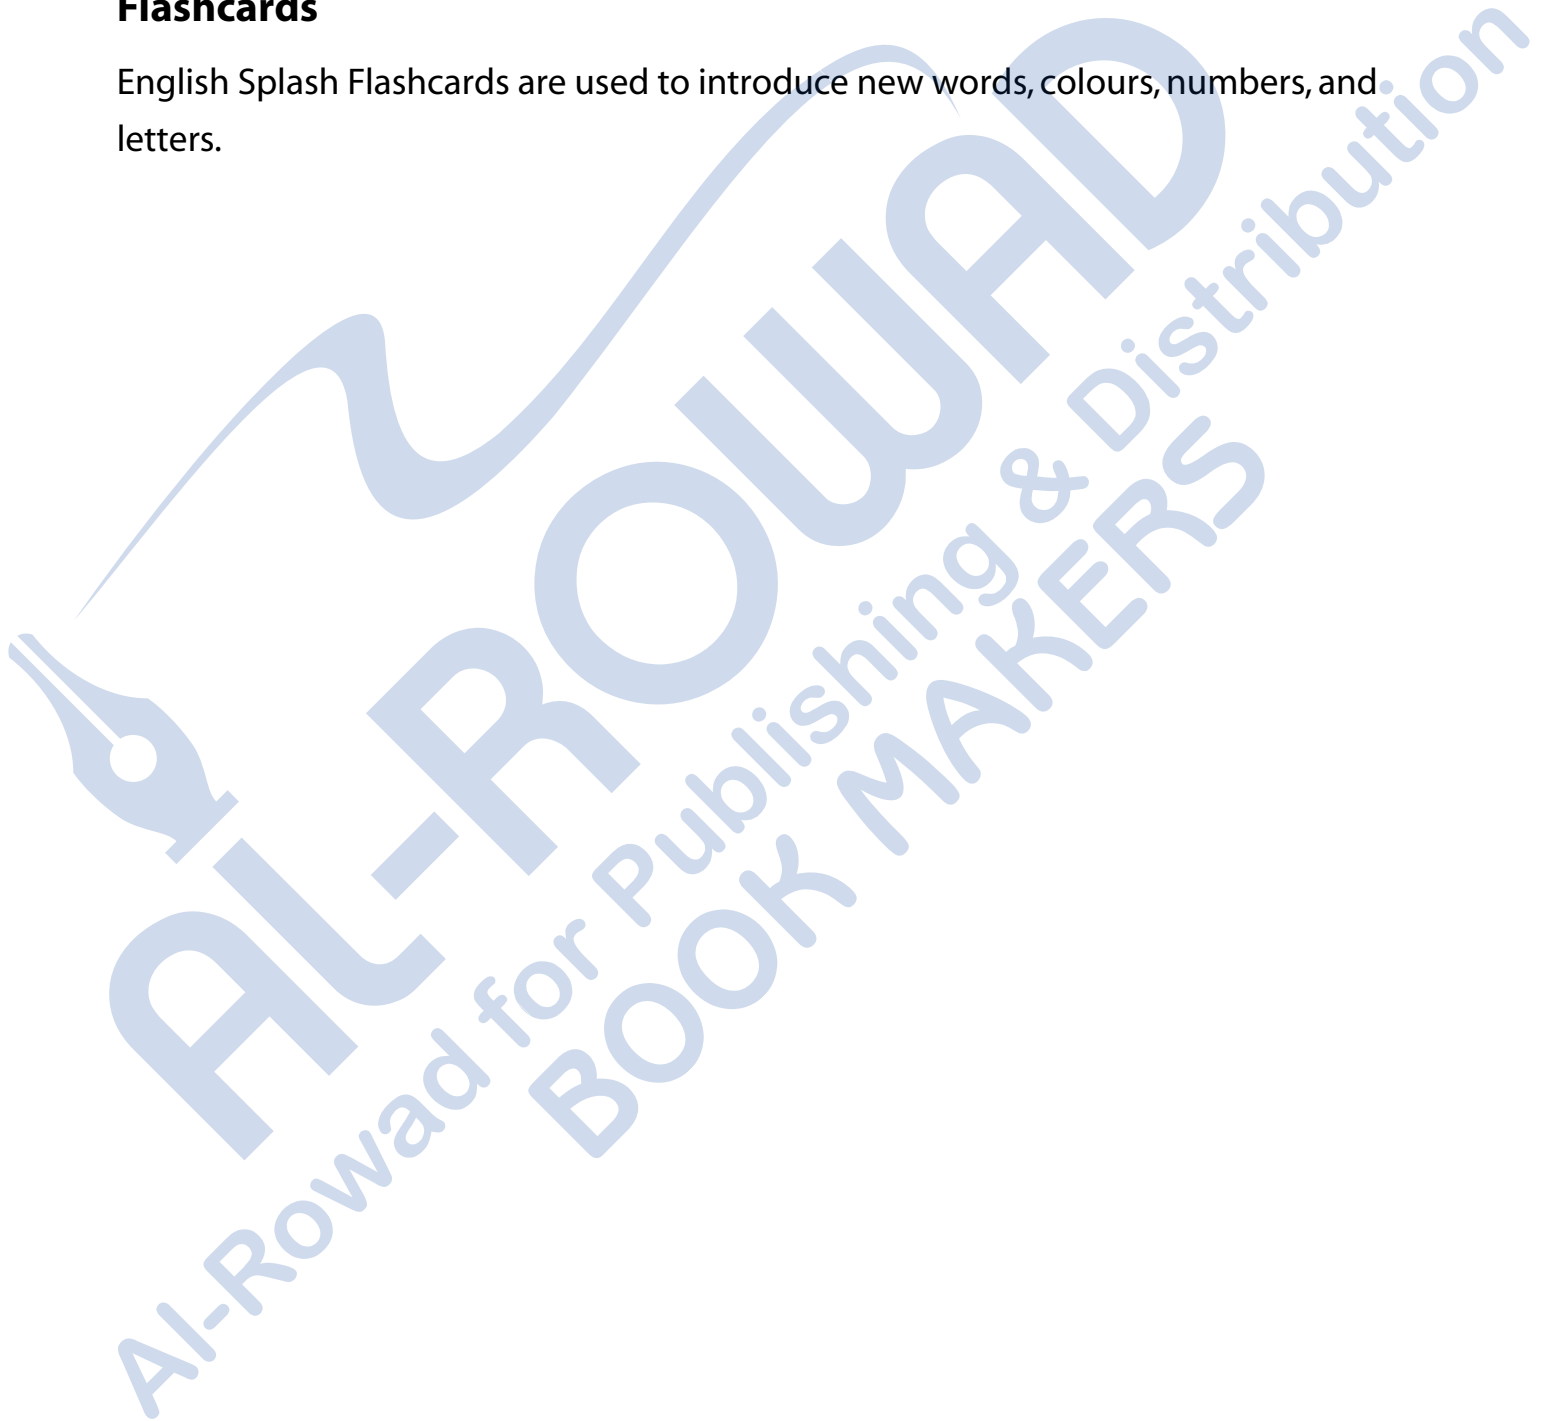 Flashcards
English Splash Flashcards are used to introduce new words, colours, numbers, and
letters.
AL-ROWAD
Al-Rowad for Publishing & Distribution
BOOK MAKERS